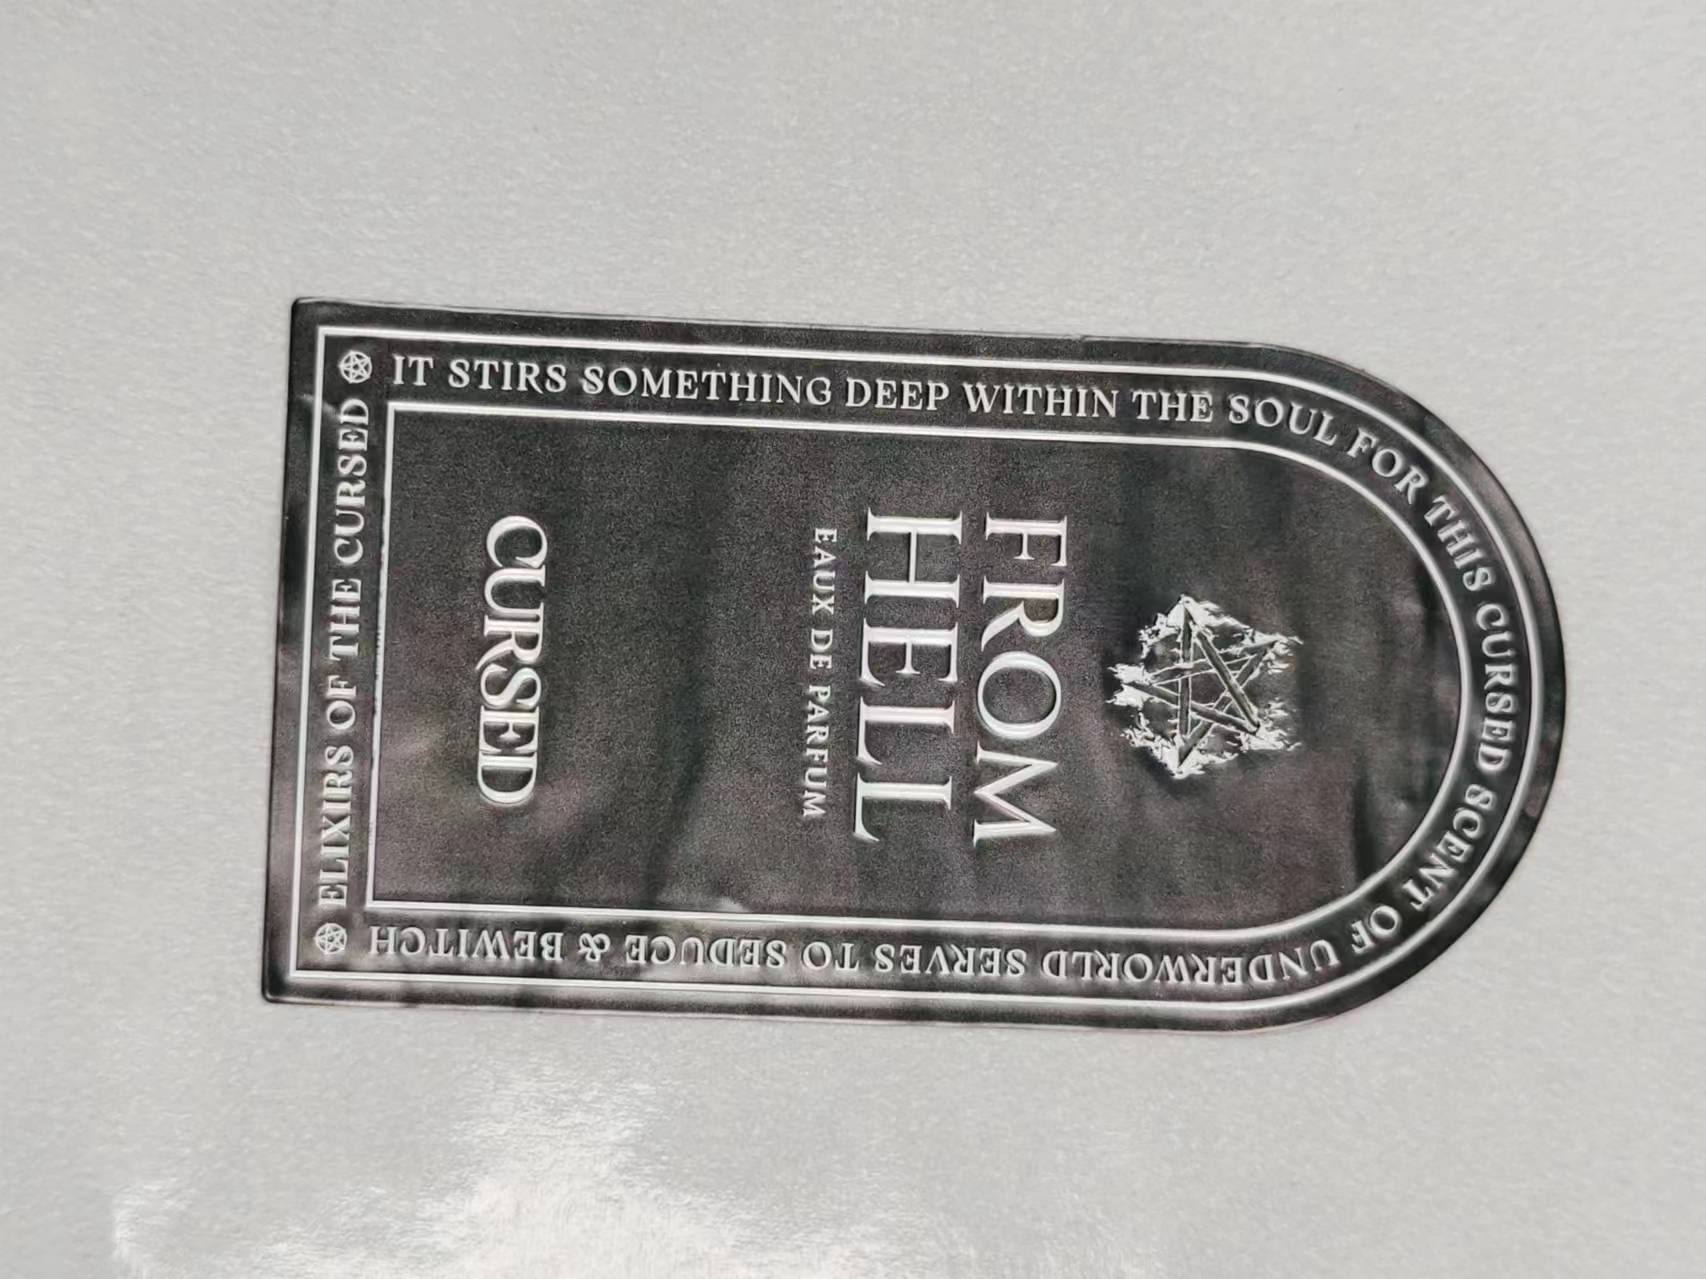 IT STIRS SOMETHING DEEP WITHIN THE SOUL FOR THIS CURSED SCENT OF UNDERWORLD SERVES TO SEDUCE & BEWITCH
FROM
HELL
EAUX DE PARFUM
CURSED
ELIXIRS OF THE CURSED